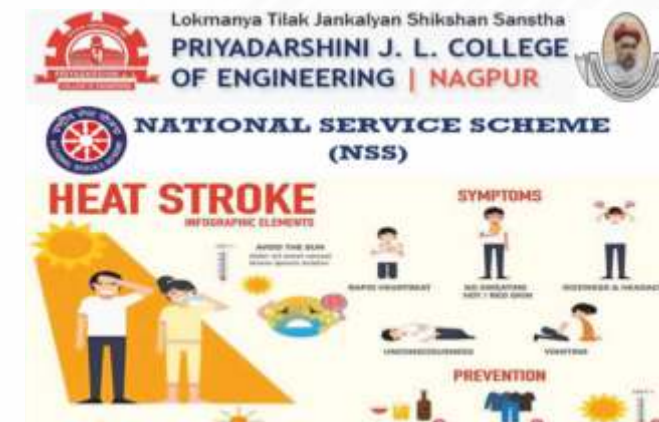 Lokmanya Tilak Jankalyan Shikshan Sanstha
PRIYADARSHINI J. L. COLLEGE
OF ENGINEERING | NAGPUR
NATIONAL SERVICE SCHEME
(NSS)
HEAT STROKE
INFOGRAPHIC ELEMENTS
AVOID THE SUN
SYMPTOMS
RAPID HEARTBEAT
NO SWEATING
HOT / RED SKIN
DIZZINESS & HEADACH
UNCONSCIOUSNESS
VOMITING
PREVENTION